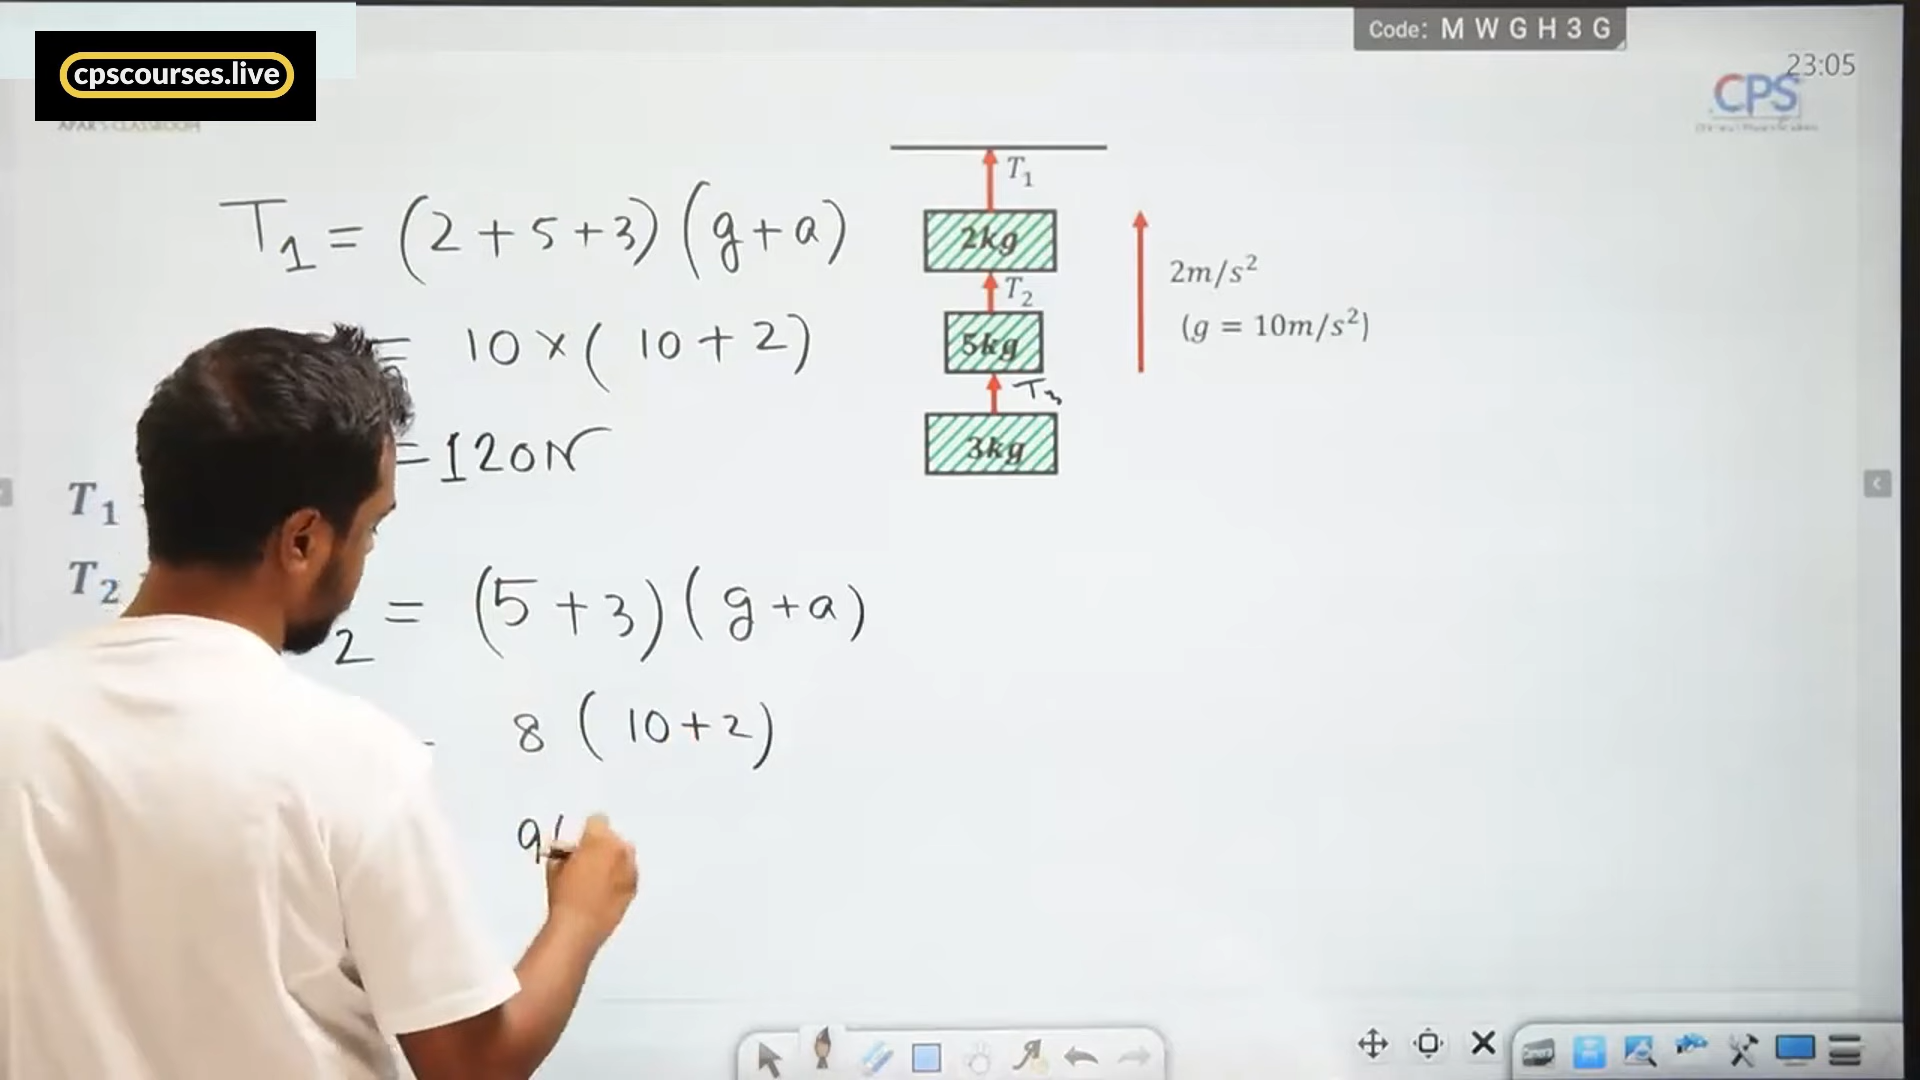 Code: M W G H 3 G
23:05
cpscourses.live
CPS
T₁ = (2+5+3)(g+a)
= 10×(10+2)
=120N
T₁
T₂
2 = (5+3)(g+a)
8(10+2)
T₁
2kg
T₂
5kg
T₃
3kg
2m/s²
(g = 10m/s²)